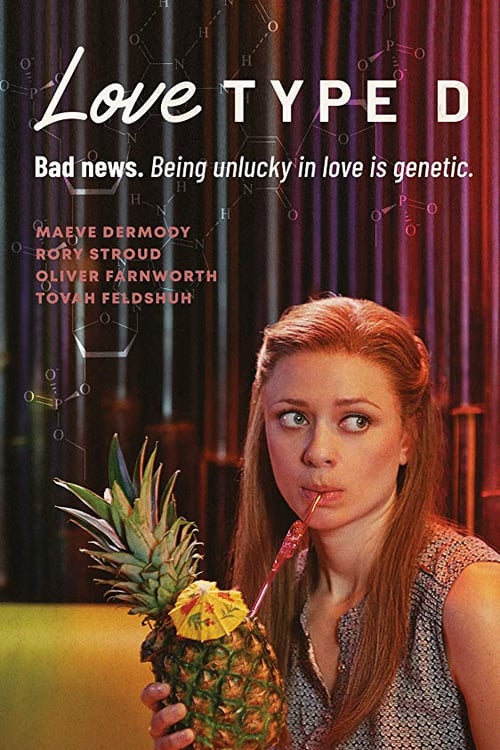 Love TYPE D
Bad news. Being unlucky in love is genetic.
MAEVE DERMODY
RORY STROUD
OLIVER FARNWORTH
TOVAH FELDSHUH